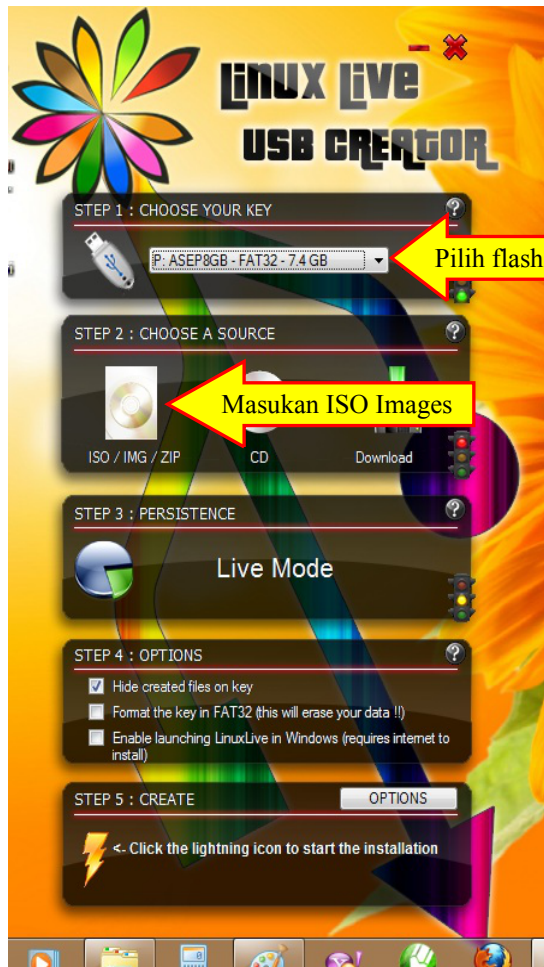 LiNUX LiVE
USB CREATOR
STEP 1 : CHOOSE YOUR KEY
?
P: ASEP8GB - FAT32 - 7.4 GB
Pilih flash
STEP 2 : CHOOSE A SOURCE
?
Masukan ISO Images
ISO / IMG / ZIP
CD
Download
STEP 3 : PERSISTENCE
?
Live Mode
STEP 4 : OPTIONS
?
Hide created files on key
Format the key in FAT32 (this will erase your data !!)
Enable launching LinuxLive in Windows (requires internet to
install)
STEP 5 : CREATE
OPTIONS
<- Click the lightning icon to start the installation